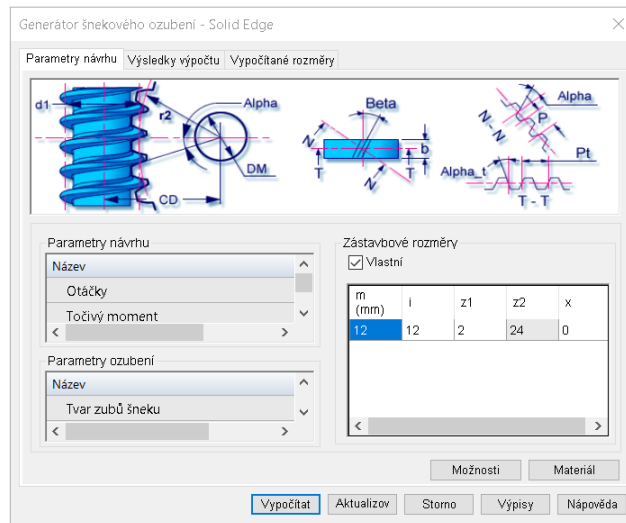 Generátor šnekového ozubení - Solid Edge
Parametry návrhu Výsledky výpočtu Vypočítané rozměry
d1 r2 Alpha DM CD
Beta N T b T N
Alpha N - N P Pt Alpha_t T - T
Parametry návrhu
Název
Otáčky
Točivý moment
Parametry ozubení
Název
Tvar zubů šneku
Zástavbové rozměry
Vlastní
m (mm) i z1 z2 x
12 12 2 24 0
Možnosti Materiál
Vypočítat Aktualizov Storno Výpisy Nápověda